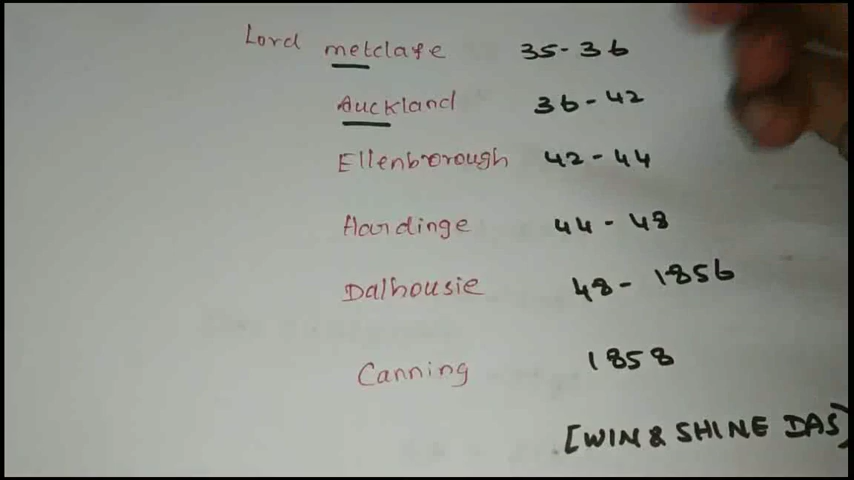 Lord metclafe 35-36
Auckland 36-42
Ellenborough 42-44
Hardinge 44-48
Dalhousie 48-1856
Canning 1858
[WIN & SHINE DAS]